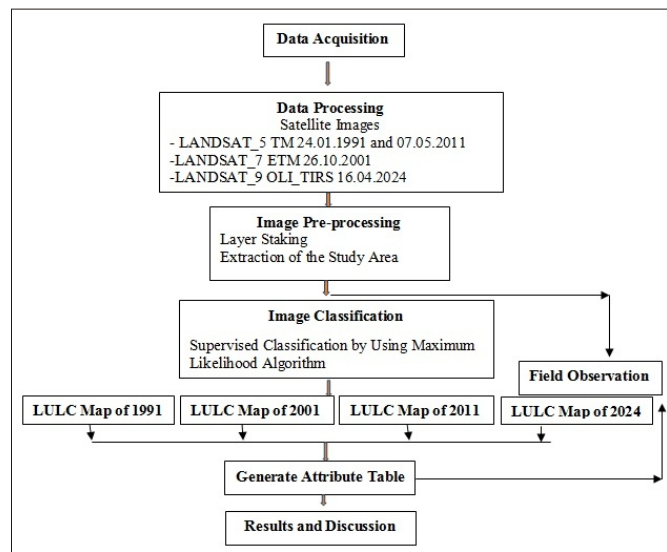 Data Acquisition
Data Processing
Satellite Images
- LANDSAT_5 TM 24.01.1991 and 07.05.2011
-LANDSAT_7 ETM 26.10.2001
-LANDSAT_9 OLI_TIRS 16.04.2024
Image Pre-processing
Layer Staking
Extraction of the Study Area
Image Classification
Supervised Classification by Using Maximum
Likelihood Algorithm
Field Observation
LULC Map of 1991
LULC Map of 2001
LULC Map of 2011
LULC Map of 2024
Generate Attribute Table
Results and Discussion